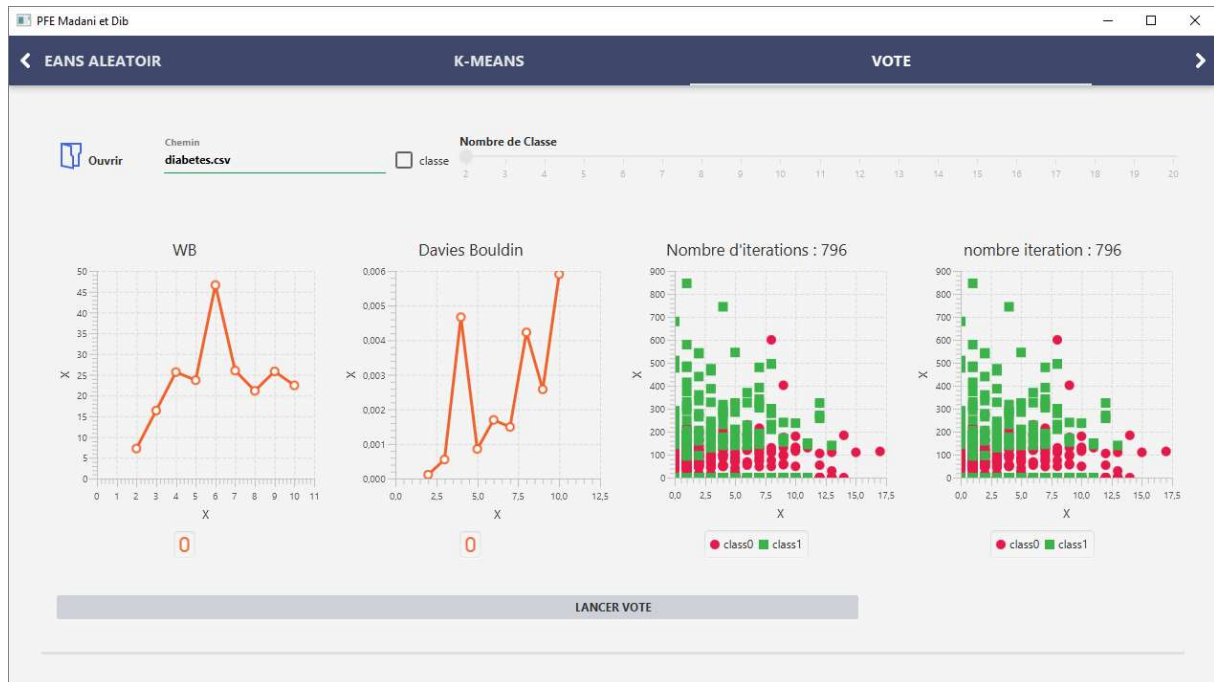 PFE Madani et Dib
EANS ALEATOIR K-MEANS VOTE
Ouvrir
Chemin
diabetes.csv
classe
Nombre de Classe
2 3 4 5 6 7 8 9 10 11 12 13 14 15 16 17 18 19 20
WB
50
45
40
35
30
25
20
15
10
5
0
X
0 1 2 3 4 5 6 7 8 9 10 11
X
0
Davies Bouldin
0,006
0,005
0,004
0,003
0,002
0,001
0,000
X
0,0 2,5 5,0 7,5 10,0 12,5
X
0
Nombre d'iterations : 796
900
800
700
600
500
400
300
200
100
0
X
0,0 2,5 5,0 7,5 10,0 12,5 15,0 17,5
X
class0 class1
nombre iteration : 796
900
800
700
600
500
400
300
200
100
0
X
0,0 2,5 5,0 7,5 10,0 12,5 15,0 17,5
X
class0 class1
LANCER VOTE